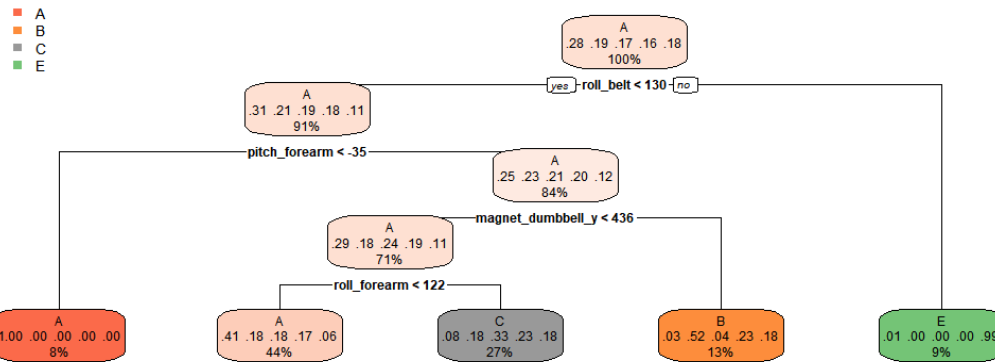 A
B
C
E
A
.28 .19 .17 .16 .18
100%
yes roll_belt < 130 no
A
.31 .21 .19 .18 .11
91%
pitch_forearm < -35
A
.25 .23 .21 .20 .12
84%
magnet_dumbbell_y < 436
A
.29 .18 .24 .19 .11
71%
roll_forearm < 122
A
1.00 .00 .00 .00 .00
8%
A
.41 .18 .18 .17 .06
44%
C
.08 .18 .33 .23 .18
27%
B
.03 .52 .04 .23 .18
13%
E
.01 .00 .00 .00 .99
9%